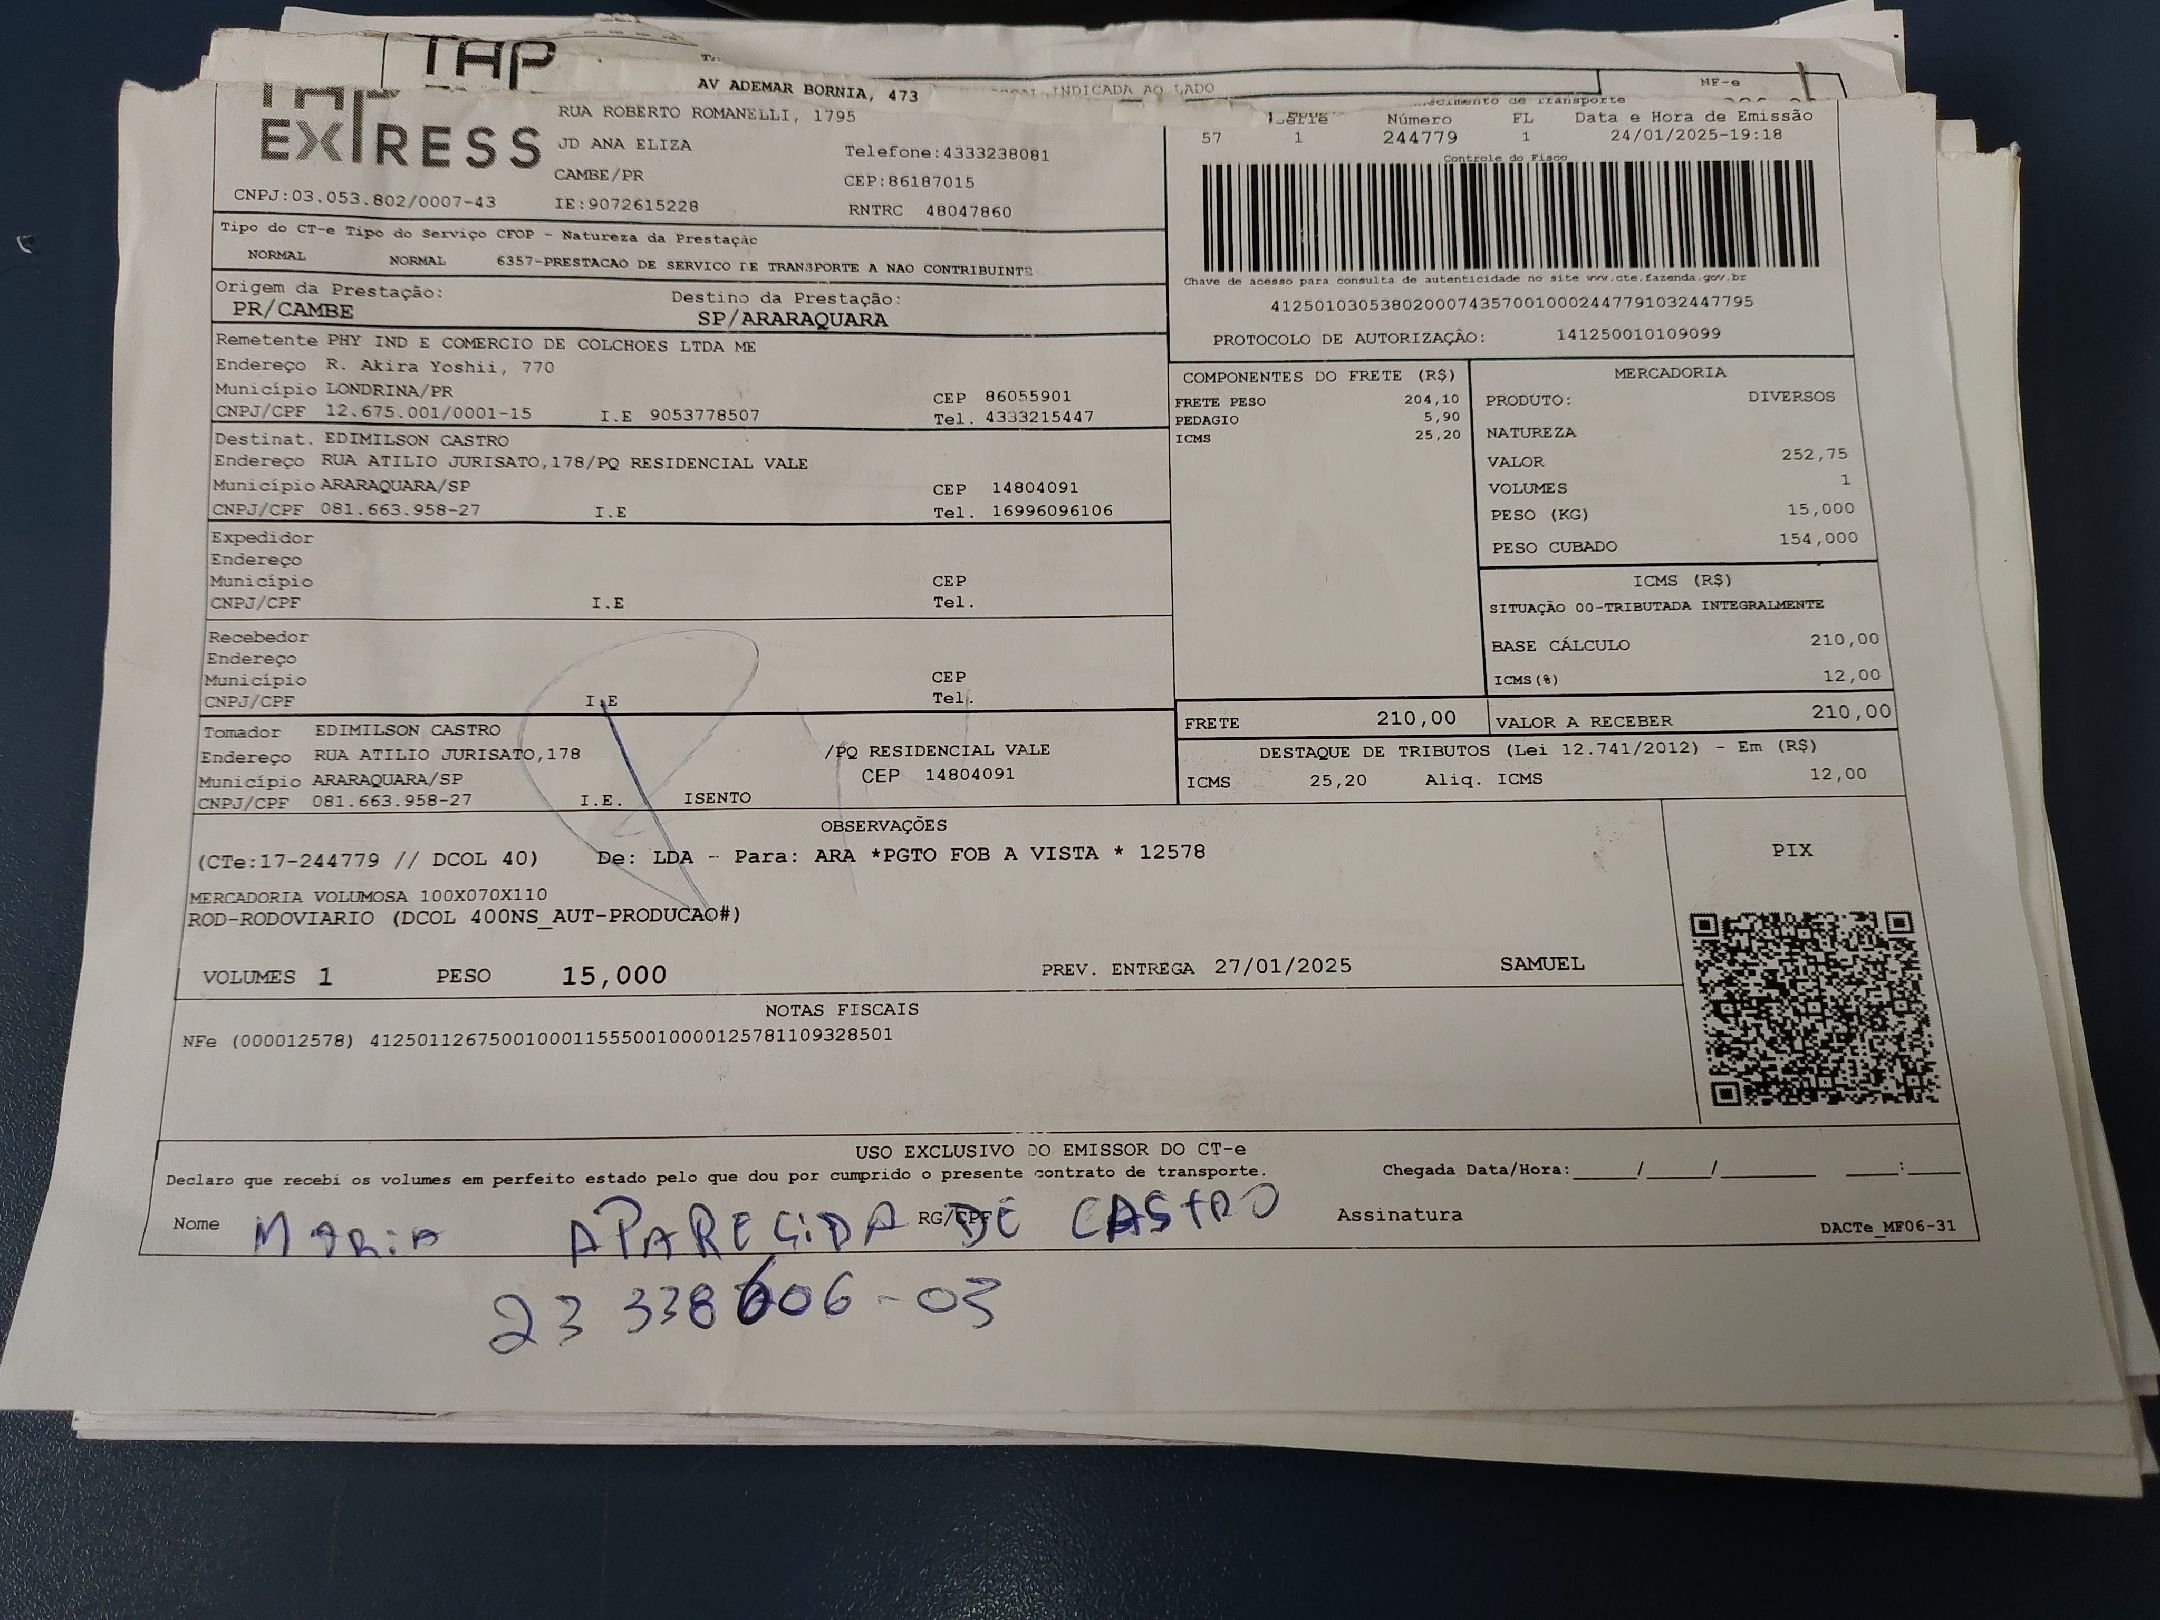 TAP
AV ADEMAR BORNIA, 473
INDICADA AO LADO
NF-e
EXPRESS
CNPJ:03.053.802/0007-43
RUA ROBERTO ROMANELLI, 1795
JD ANA ELIZA
CAMBE/PR
IE:9072615228
Telefone:4333238081
CEP:86187015
RNTRC 48047860
de Transporte
Série Número FL Data e Hora de Emissão
57 1 244779 1 24/01/2025-19:18
Controle do Fisco
Chave de acesso para consulta de autenticidade no site www.cte.fazenda.gov.br
41250103053802000743570010002447791032447795
PROTOCOLO DE AUTORIZAÇÂO: 141250010109099
Tipo do CT-e Tipo do Serviço CFOP - Natureza da Prestação
NORMAL NORMAL 6357-PRESTACAO DE SERVICO DE TRANSPORTE A NAO CONTRIBUINTE
Origem da Prestação: Destino da Prestação:
PR/CAMBE SP/ARARAQUARA
Remetente PHY IND E COMERCIO DE COLCHOES LTDA ME
Endereço R. Akira Yoshii, 770
Município LONDRINA/PR CEP 86055901
CNPJ/CPF 12.675.001/0001-15 I.E 9053778507 Tel. 4333215447
Destinat. EDIMILSON CASTRO
Endereço RUA ATILIO JURISATO,178/PQ RESIDENCIAL VALE
Município ARARAQUARA/SP CEP 14804091
CNPJ/CPF 081.663.958-27 I.E Tel. 16996096106
Expedidor
Endereço
Município CEP
CNPJ/CPF I.E Tel.
Recebedor
Endereço
Município CEP
CNPJ/CPF I.E Tel.
Tomador EDIMILSON CASTRO
Endereço RUA ATILIO JURISATO,178 /PQ RESIDENCIAL VALE
Município ARARAQUARA/SP CEP 14804091
CNPJ/CPF 081.663.958-27 I.E. ISENTO
COMPONENTES DO FRETE (R$)
FRETE PESO 204,10
PEDAGIO 5,90
ICMS 25,20
MERCADORIA
PRODUTO: DIVERSOS
NATUREZA
VALOR 252,75
VOLUMES 1
PESO (KG) 15,000
PESO CUBADO 154,000
ICMS (R$)
SITUAÇÃO 00-TRIBUTADA INTEGRALMENTE
BASE CÁLCULO 210,00
ICMS(%) 12,00
FRETE 210,00 VALOR A RECEBER 210,00
DESTAQUE DE TRIBUTOS (Lei 12.741/2012) - Em (R$)
ICMS 25,20 Aliq. ICMS 12,00
OBSERVAÇÕES
(CTe:17-244779 // DCOL 40) De: LDA - Para: ARA *PGTO FOB A VISTA * 12578
MERCADORIA VOLUMOSA 100X070X110
ROD-RODOVIARIO (DCOL 400NS_AUT-PRODUCAO#)
VOLUMES 1 PESO 15,000 PREV. ENTREGA 27/01/2025 SAMUEL
PIX
NOTAS FISCAIS
NFe (000012578) 41250112675001000115550010000125781109328501
USO EXCLUSIVO DO EMISSOR DO CT-e
Declaro que recebi os volumes em perfeito estado pelo que dou por cumprido o presente contrato de transporte. Chegada Data/Hora:_____/_____/________ ____:____
Nome MARIA APARECIDA RG/CPF DE CASTRO Assinatura
DACTe_MF06-31
23 338606-03